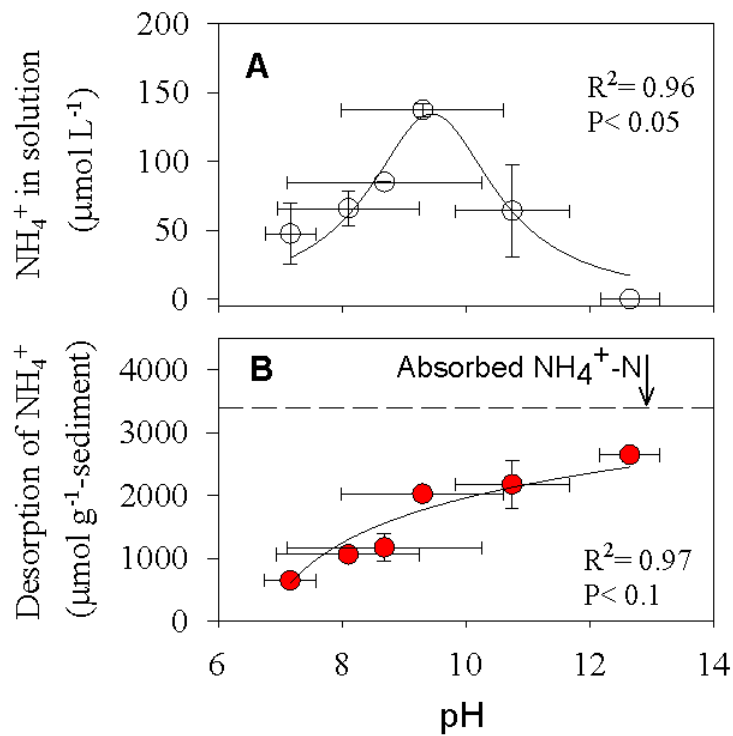 NH₄⁺ in solution
(µmol L⁻¹)
200
150
100
50
0
A
R²= 0.96
P< 0.05
Desorption of NH₄⁺
(µmol g⁻¹-sediment)
4000
3000
2000
1000
0
B
Absorbed NH₄⁺-N
R²= 0.97
P< 0.1
6 8 10 12 14
pH